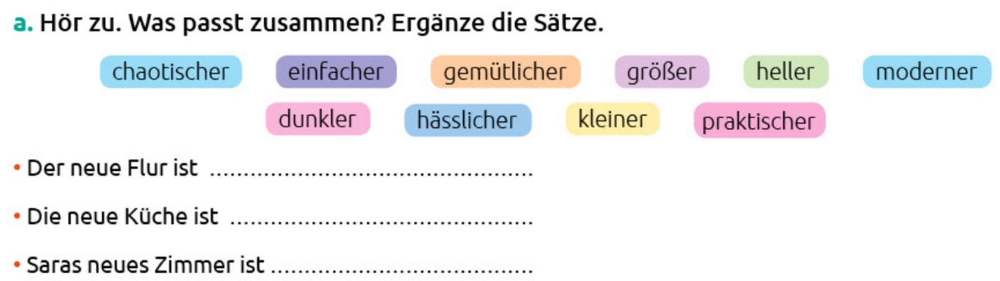 a. Hör zu. Was passt zusammen? Ergänze die Sätze.
chaotischer einfacher gemütlicher größer heller moderner
dunkler hässlicher kleiner praktischer
• Der neue Flur ist ................................................
• Die neue Küche ist .............................................
• Saras neues Zimmer ist .......................................